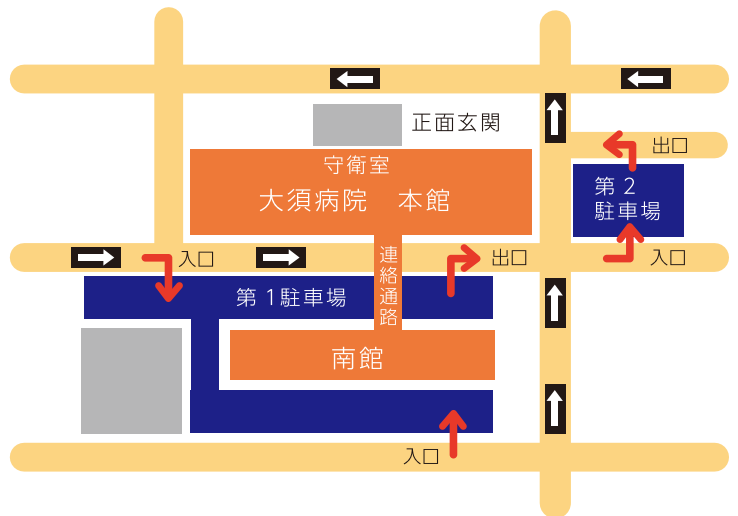 正面玄関
守衛室
大須病院 本館
出口
第2
駐車場
入口
連絡通路
出口
入口
第1駐車場
南館
入口